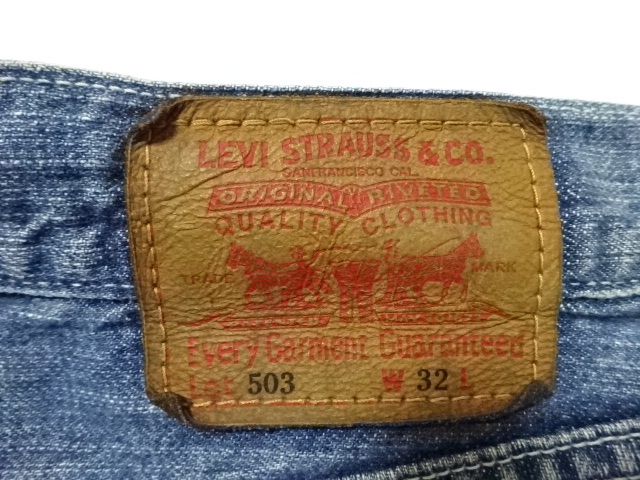 LEVI STRAUSS & CO.
SAN FRANCISCO CAL.
ORIGINAL RIVETED
QUALITY CLOTHING
TRADE MARK
Every Garment Guaranteed
Lot 503 W 32 L